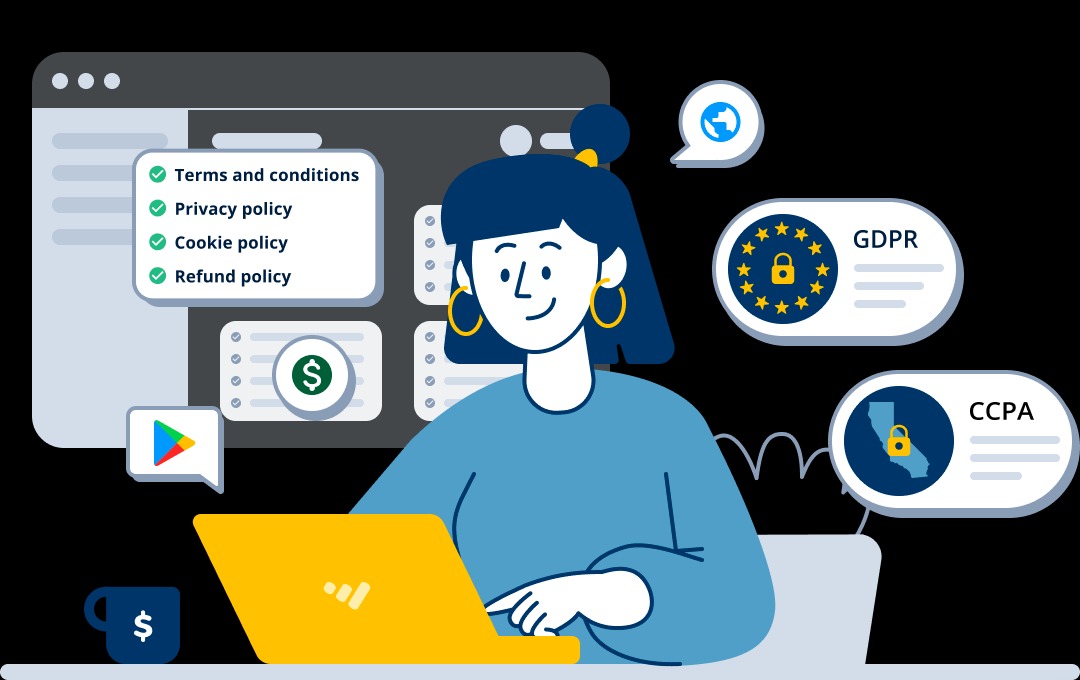 Terms and conditions
Privacy policy
Cookie policy
Refund policy
GDPR
$
CCPA
$